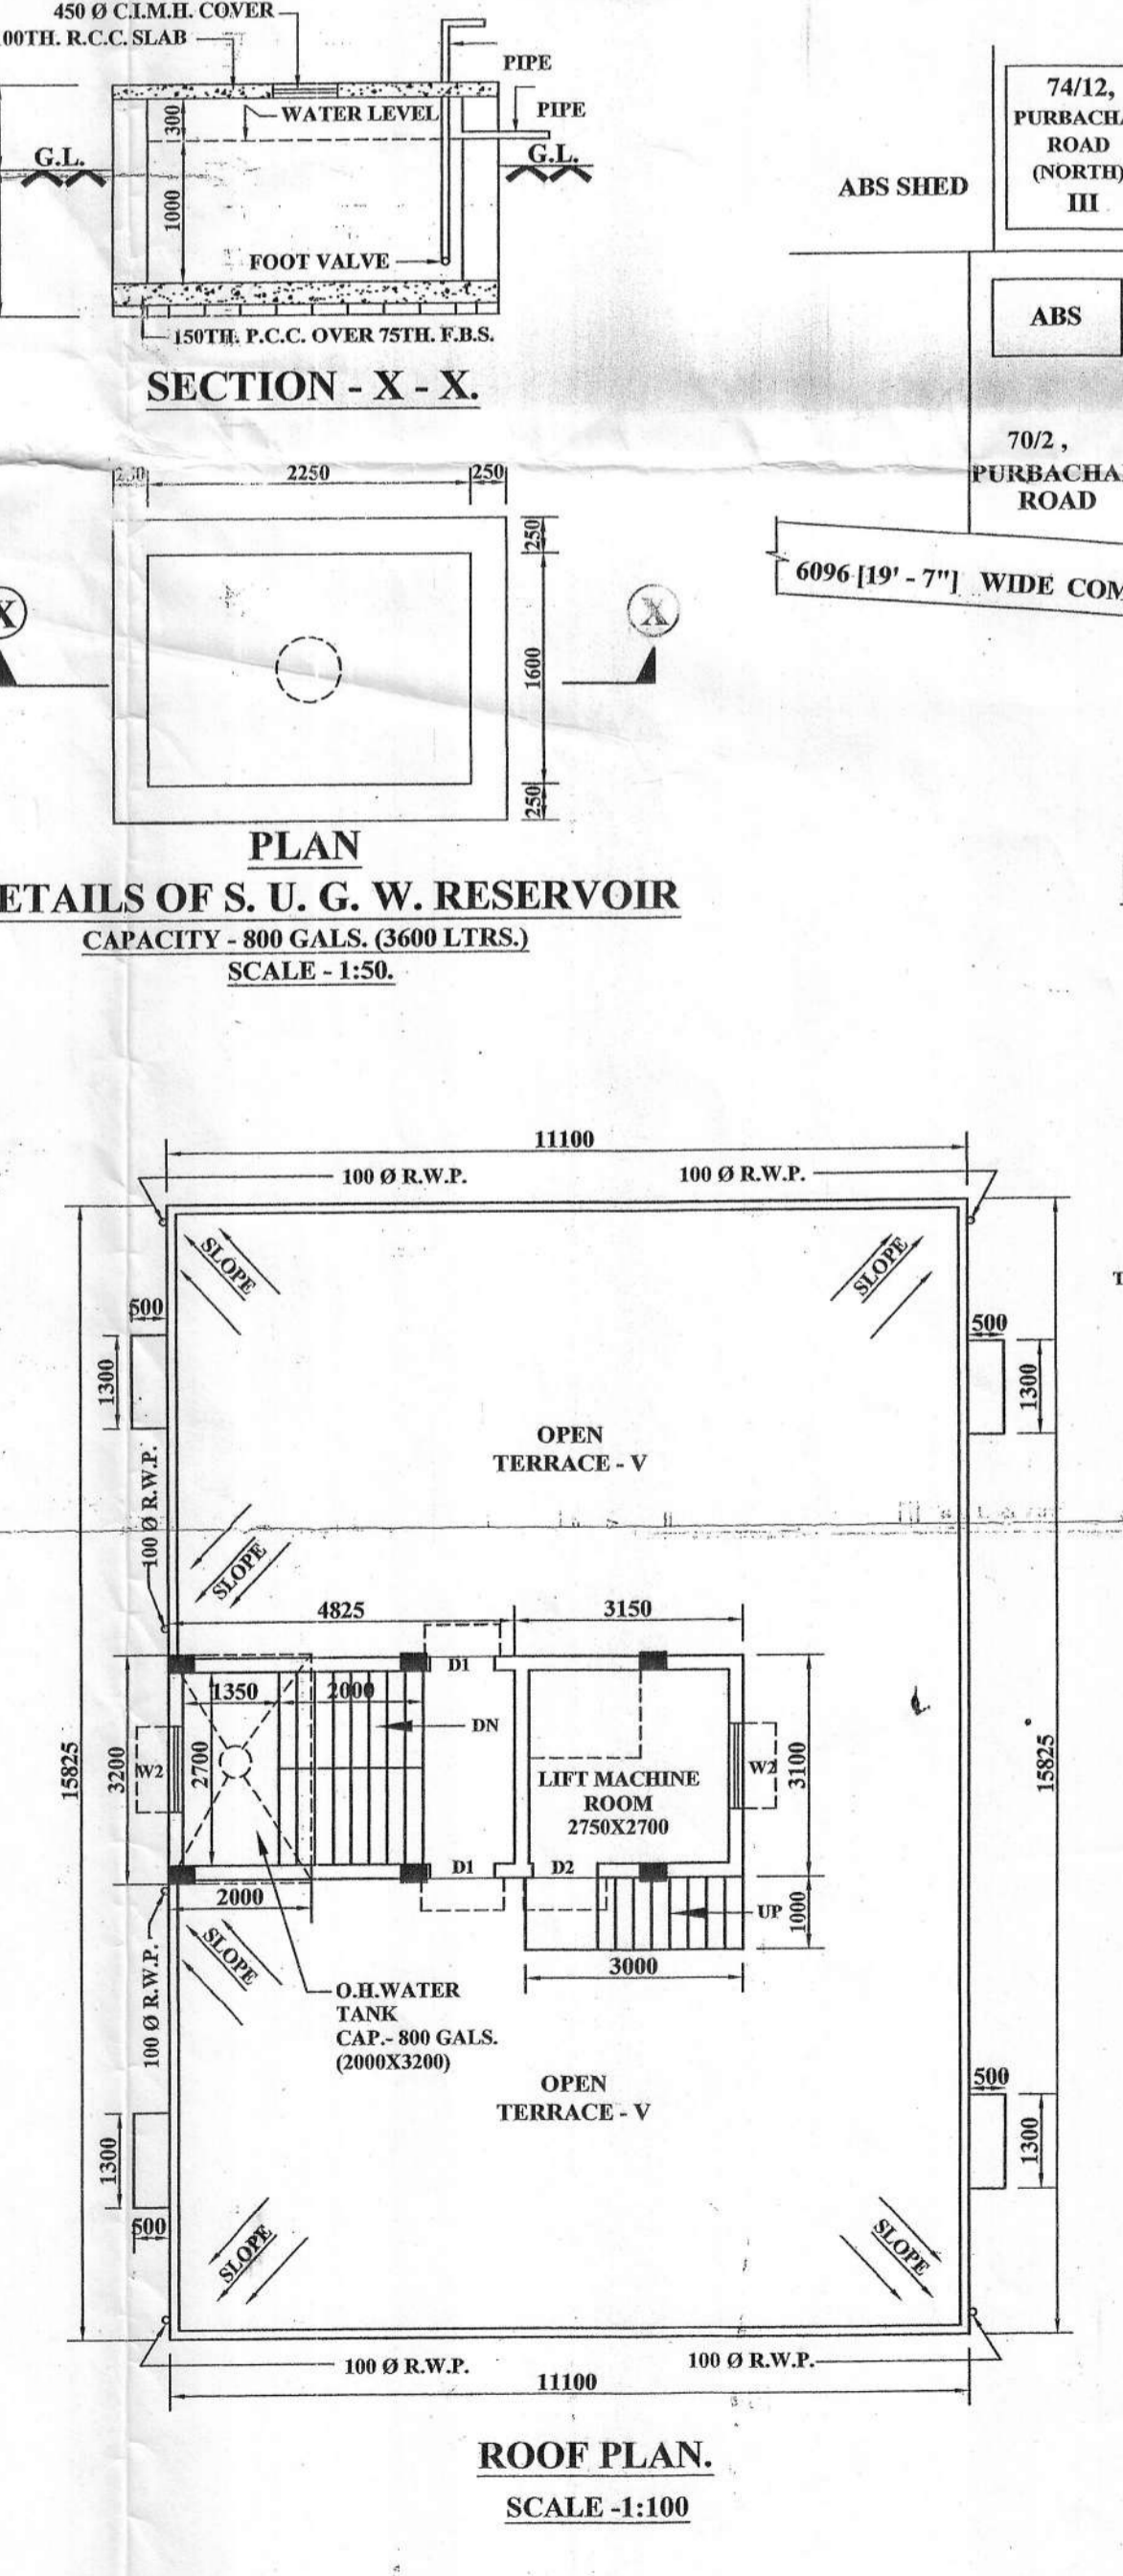 450 Ø C.I.M.H. COVER
00TH. R.C.C. SLAB
PIPE
PIPE
WATER LEVEL
300
G.L.
G.L.
1000
FOOT VALVE
150TH. P.C.C. OVER 75TH. F.B.S.
SECTION - X - X.
74/12,
PURBACHA
ROAD
(NORTH)
III
ABS SHED
ABS
70/2 ,
PURBACHA
ROAD
6096 [19' - 7"] WIDE COM
250
2250
250
250
1600
250
X
X
PLAN
ETAILS OF S. U. G. W. RESERVOIR
CAPACITY - 800 GALS. (3600 LTRS.)
SCALE - 1:50.
11100
100 Ø R.W.P.
100 Ø R.W.P.
SLOPE
SLOPE
T
500
500
1300
1300
OPEN
TERRACE - V
100 Ø R.W.P.
SLOPE
4825
3150
D1
1350
2000
DN
15825
3200
W2
2700
LIFT MACHINE
ROOM
2750X2700
W2
3100
15825
D1
D2
2000
UP
1000
3000
SLOPE
100 Ø R.W.P.
O.H.WATER
TANK
CAP.- 800 GALS.
(2000X3200)
OPEN
TERRACE - V
500
1300
1300
500
SLOPE
SLOPE
100 Ø R.W.P.
100 Ø R.W.P.
11100
ROOF PLAN.
SCALE -1:100